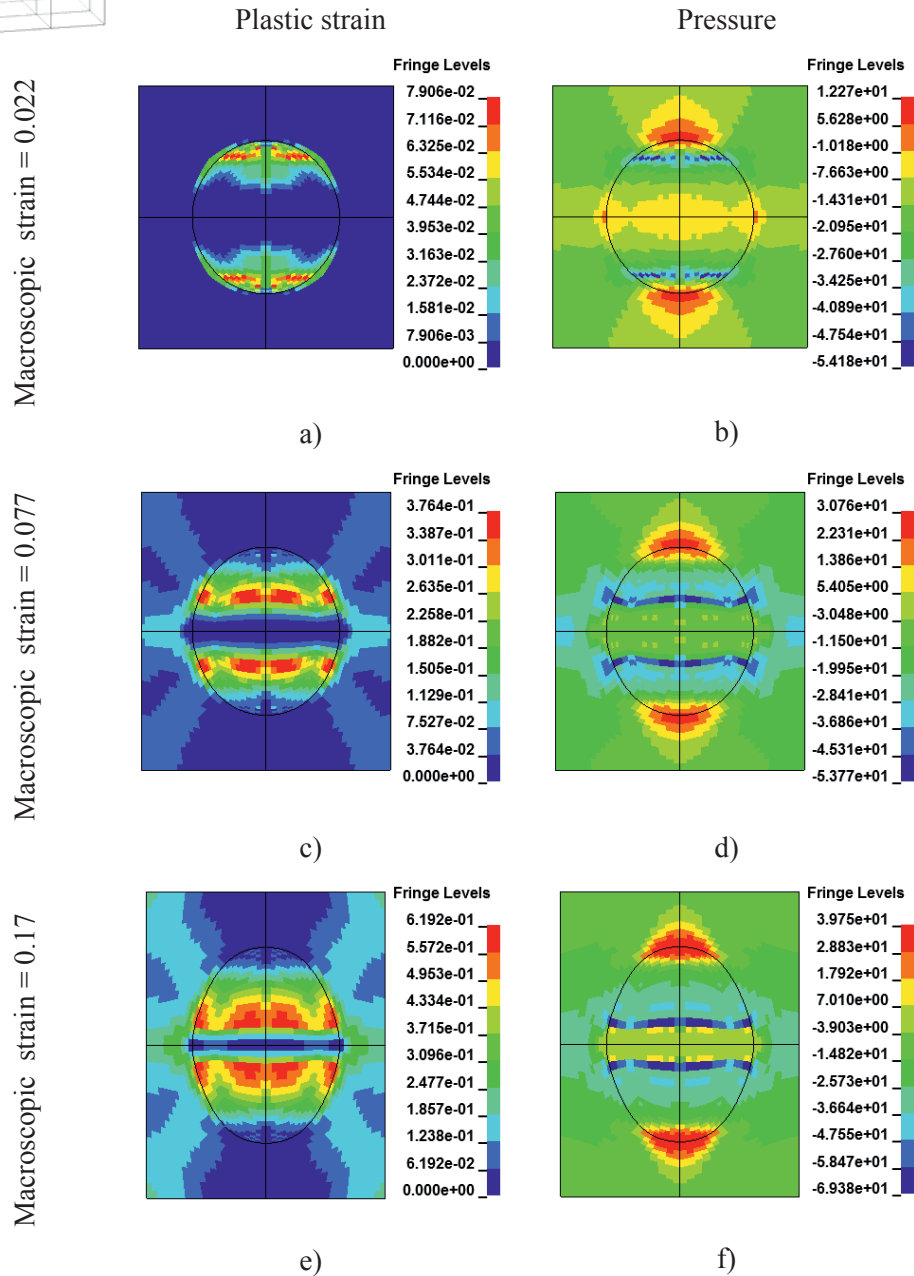 Plastic strain
Pressure
Macroscopic strain = 0.022
Fringe Levels
7.906e-02
7.116e-02
6.325e-02
5.534e-02
4.744e-02
3.953e-02
3.163e-02
2.372e-02
1.581e-02
7.906e-03
0.000e+00
a)
Fringe Levels
1.227e+01
5.628e+00
-1.018e+00
-7.663e+00
-1.431e+01
-2.095e+01
-2.760e+01
-3.425e+01
-4.089e+01
-4.754e+01
-5.418e+01
b)
Macroscopic strain = 0.077
Fringe Levels
3.764e-01
3.387e-01
3.011e-01
2.635e-01
2.258e-01
1.882e-01
1.505e-01
1.129e-01
7.527e-02
3.764e-02
0.000e+00
c)
Fringe Levels
3.076e+01
2.231e+01
1.386e+01
5.405e+00
-3.048e+00
-1.150e+01
-1.995e+01
-2.841e+01
-3.686e+01
-4.531e+01
-5.377e+01
d)
Macroscopic strain = 0.17
Fringe Levels
6.192e-01
5.572e-01
4.953e-01
4.334e-01
3.715e-01
3.096e-01
2.477e-01
1.857e-01
1.238e-01
6.192e-02
0.000e+00
e)
Fringe Levels
3.975e+01
2.883e+01
1.792e+01
7.010e+00
-3.903e+00
-1.482e+01
-2.573e+01
-3.664e+01
-4.755e+01
-5.847e+01
-6.938e+01
f)